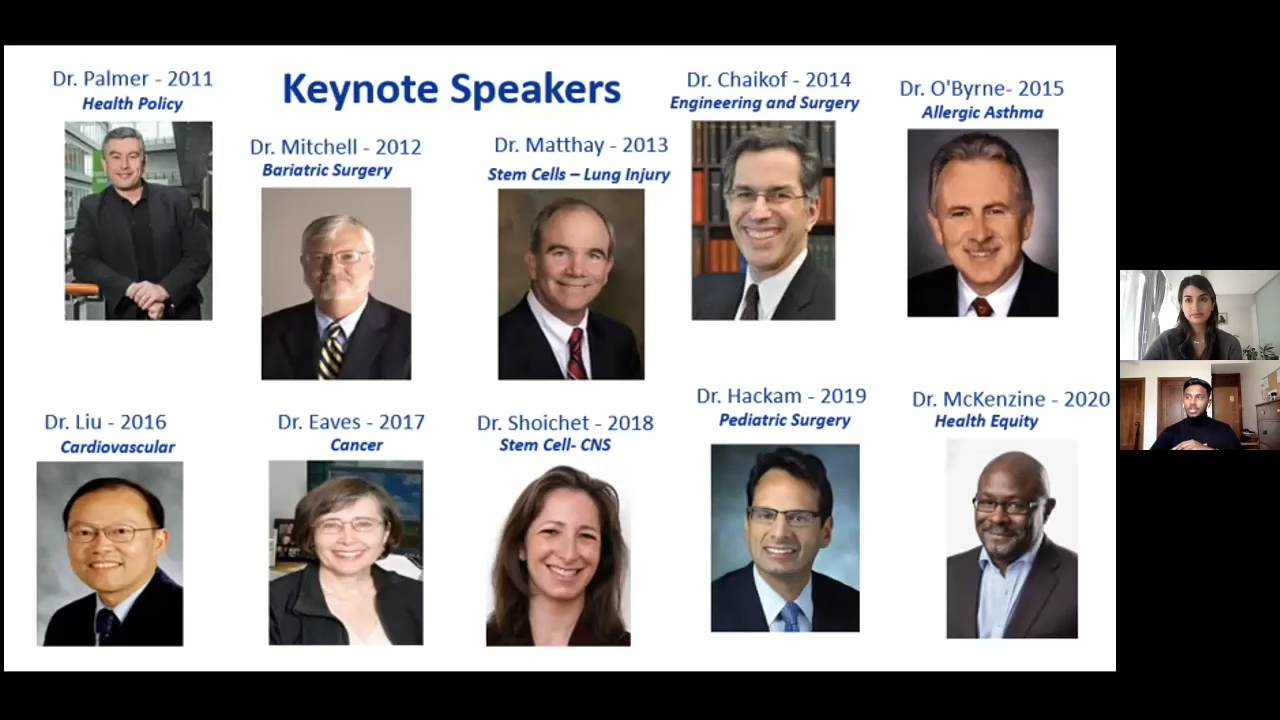 Keynote Speakers
Dr. Palmer - 2011
Health Policy
Dr. Mitchell - 2012
Bariatric Surgery
Dr. Matthay - 2013
Stem Cells – Lung Injury
Dr. Chaikof - 2014
Engineering and Surgery
Dr. O'Byrne- 2015
Allergic Asthma
Dr. Liu - 2016
Cardiovascular
Dr. Eaves - 2017
Cancer
Dr. Shoichet - 2018
Stem Cell- CNS
Dr. Hackam - 2019
Pediatric Surgery
Dr. McKenzine - 2020
Health Equity